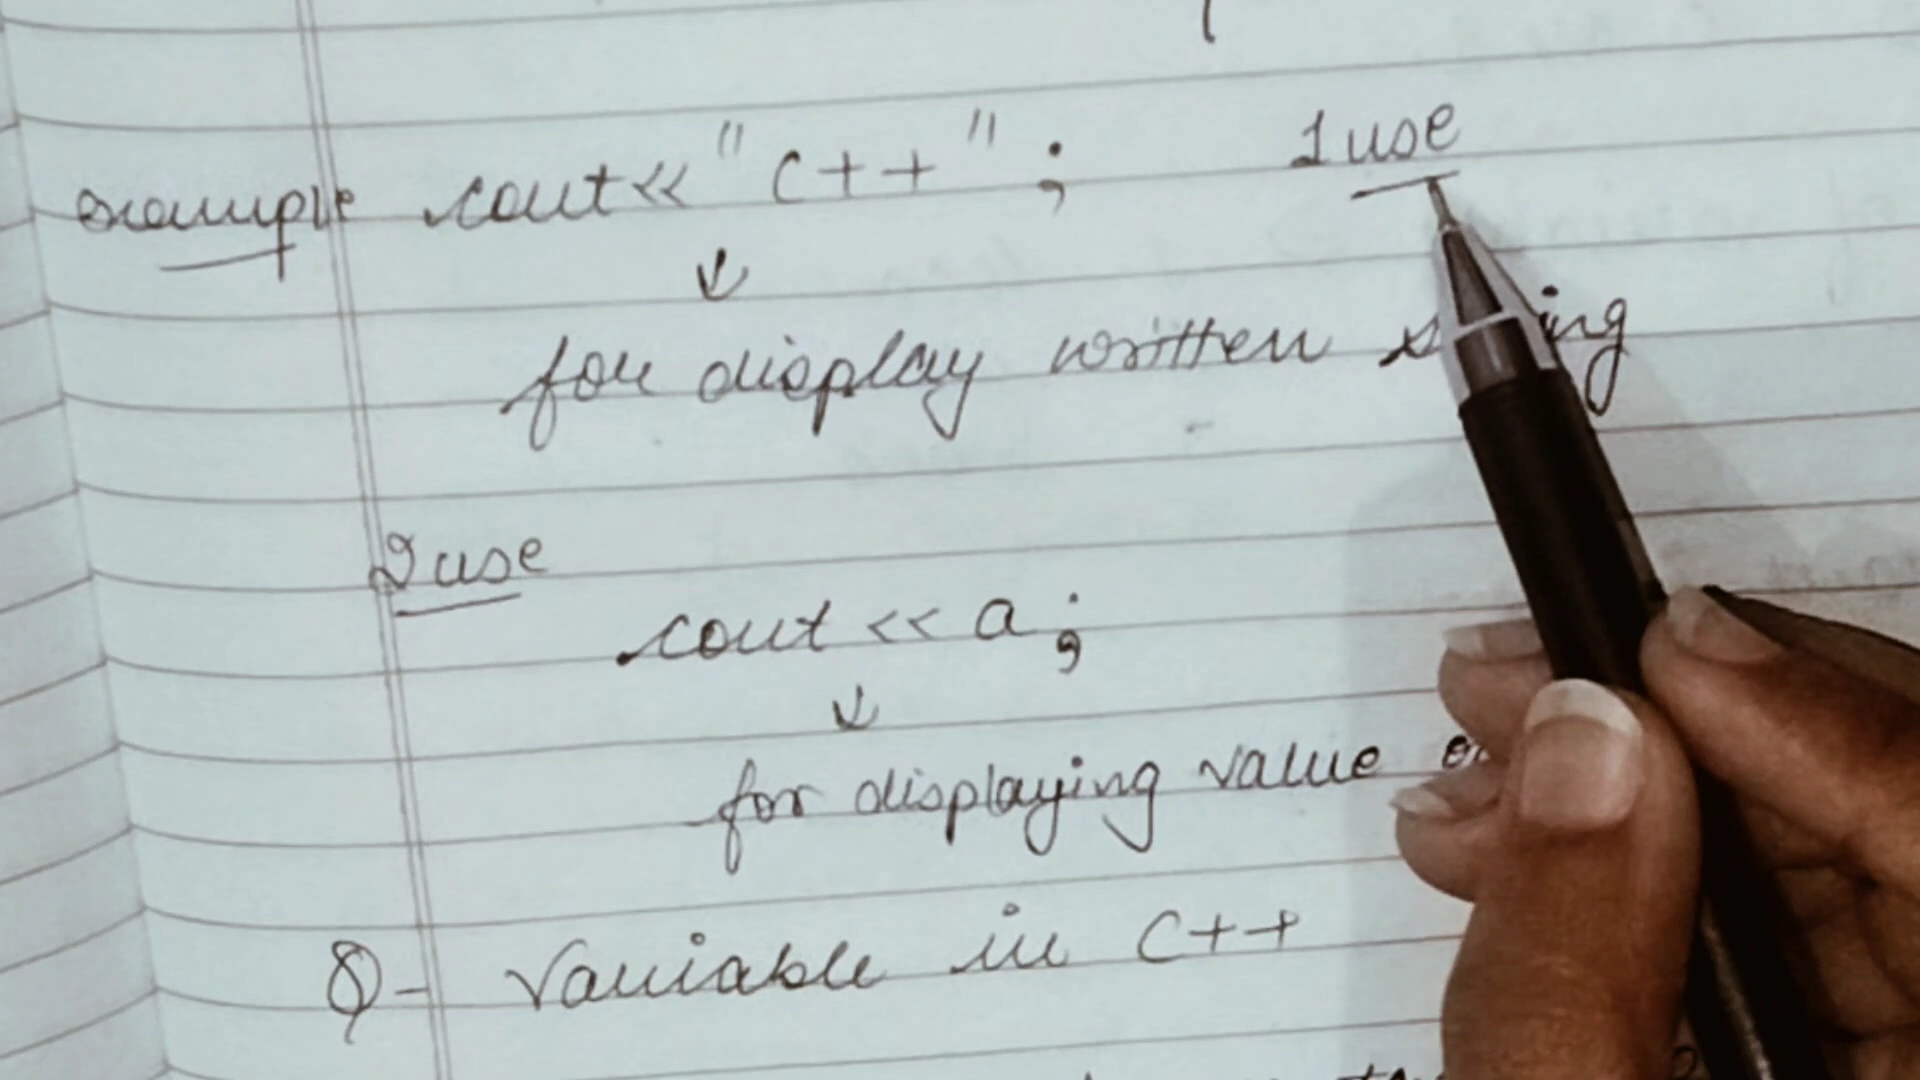 example cout<< "C++" ; 1 use
for display written
2 use
cout << a ;
for displaying value
Q- Variable in C++